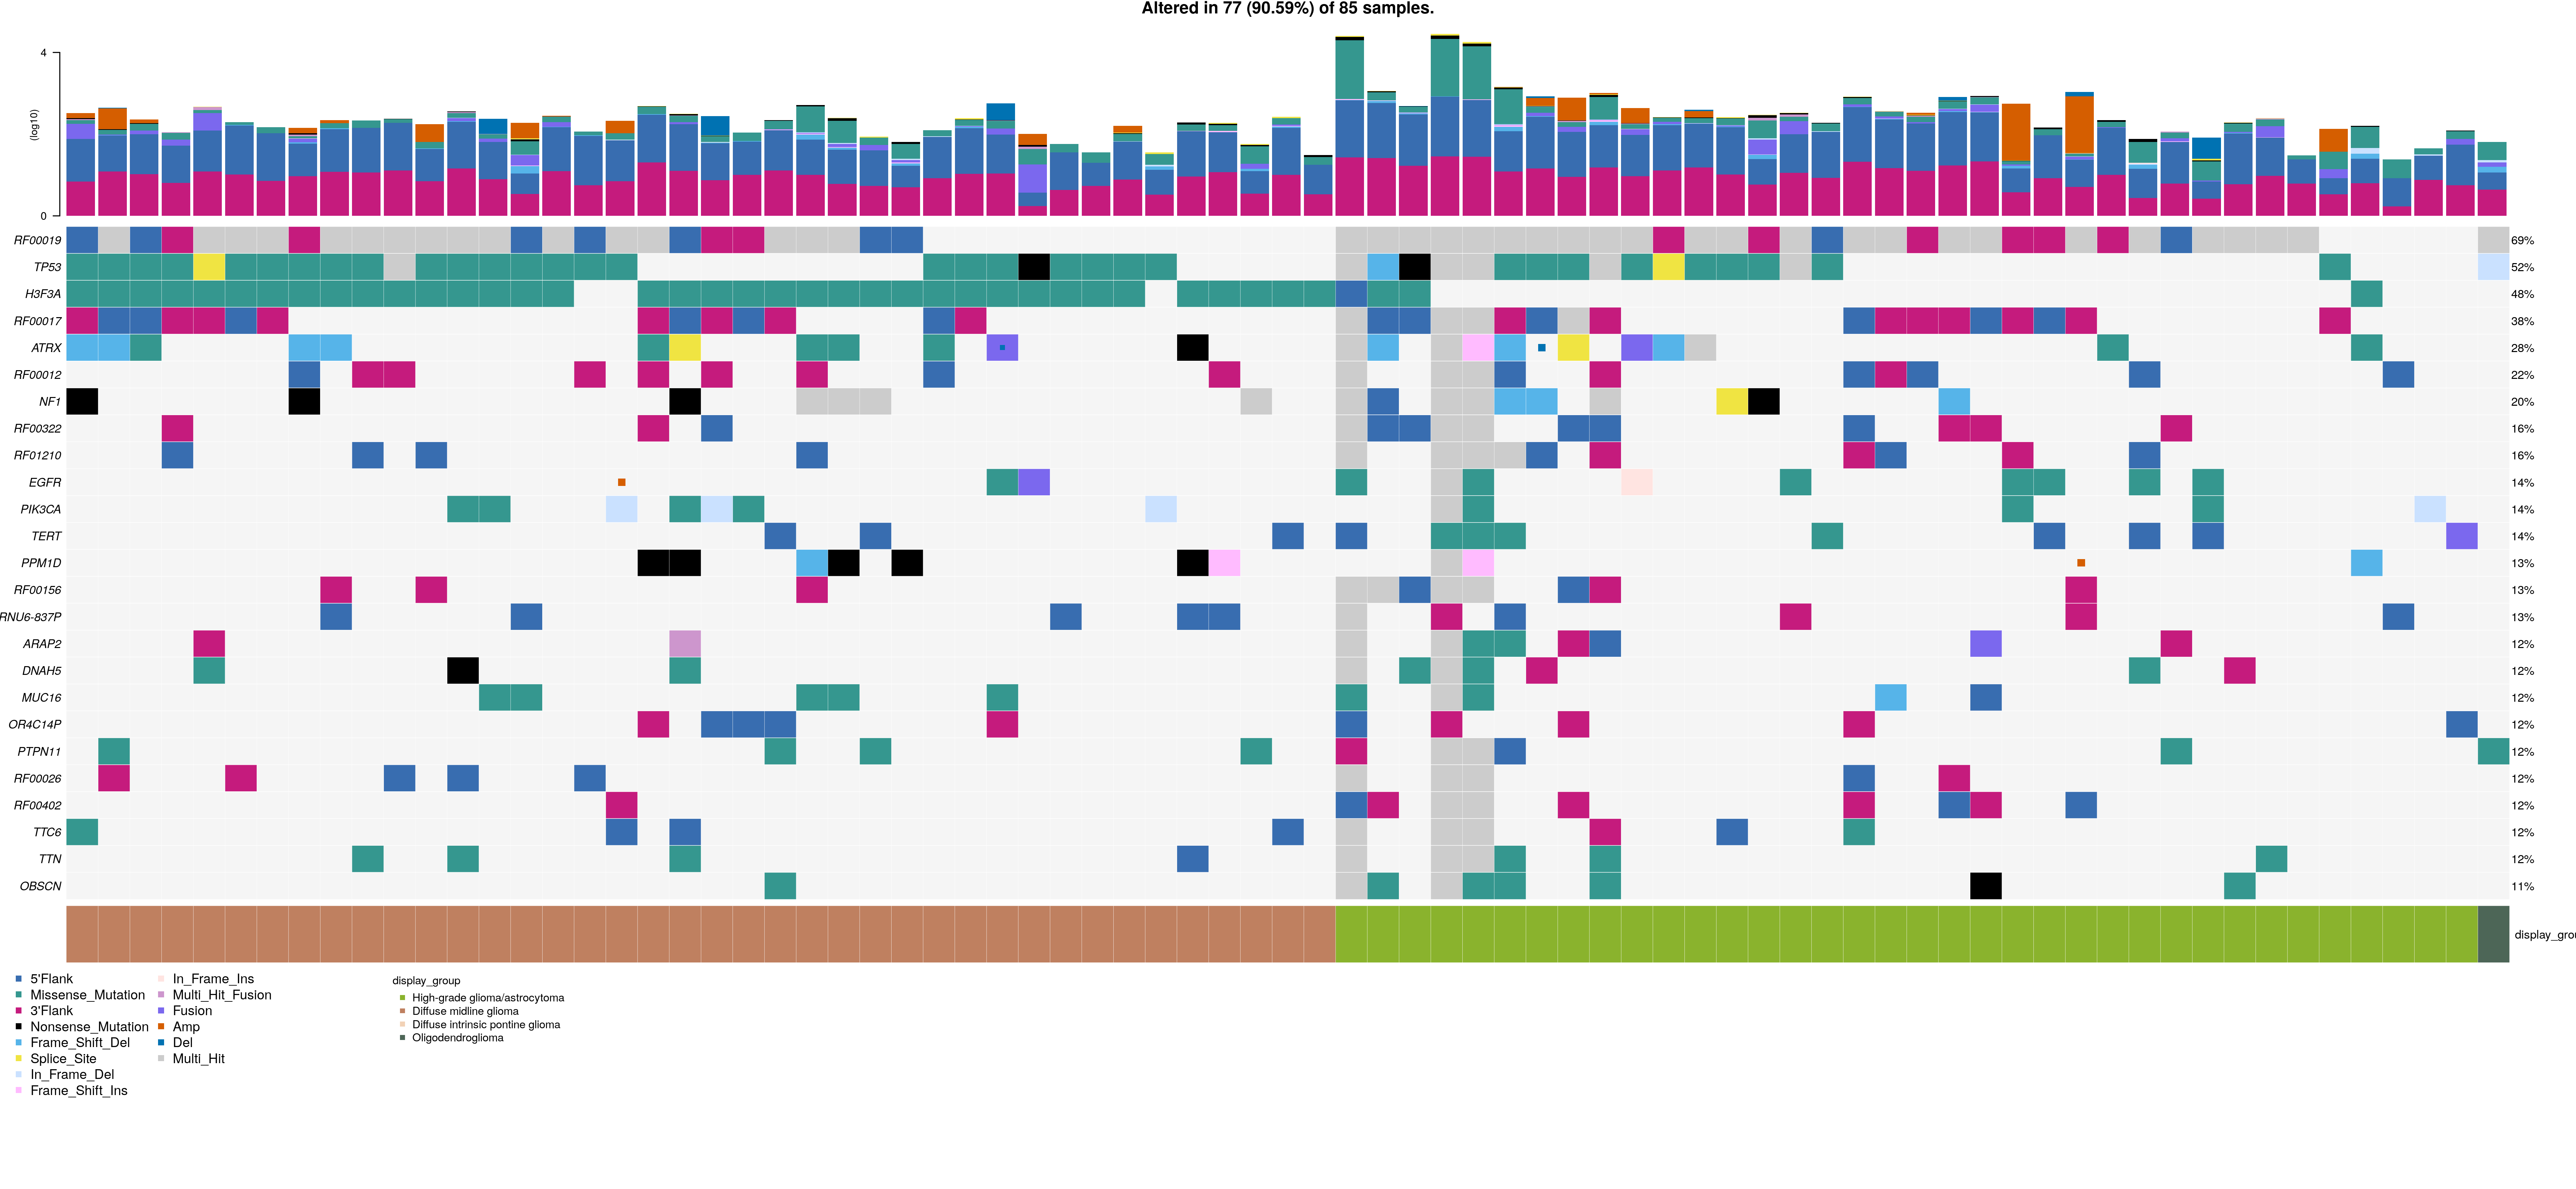 Altered in 77 (90.59%) of 85 samples.
4
(log10)
0
RF00019 69%
TP53 52%
H3F3A 48%
RF00017 38%
ATRX 28%
RF00012 22%
NF1 20%
RF00322 16%
RF01210 16%
EGFR 14%
PIK3CA 14%
TERT 14%
PPM1D 13%
RF00156 13%
RNU6-837P 13%
ARAP2 12%
DNAH5 12%
MUC16 12%
OR4C14P 12%
PTPN11 12%
RF00026 12%
RF00402 12%
TTC6 12%
TTN 12%
OBSCN 11%
display_grou
5'Flank
Missense_Mutation
3'Flank
Nonsense_Mutation
Frame_Shift_Del
Splice_Site
In_Frame_Del
Frame_Shift_Ins
In_Frame_Ins
Multi_Hit_Fusion
Fusion
Amp
Del
Multi_Hit
display_group
High-grade glioma/astrocytoma
Diffuse midline glioma
Diffuse intrinsic pontine glioma
Oligodendroglioma